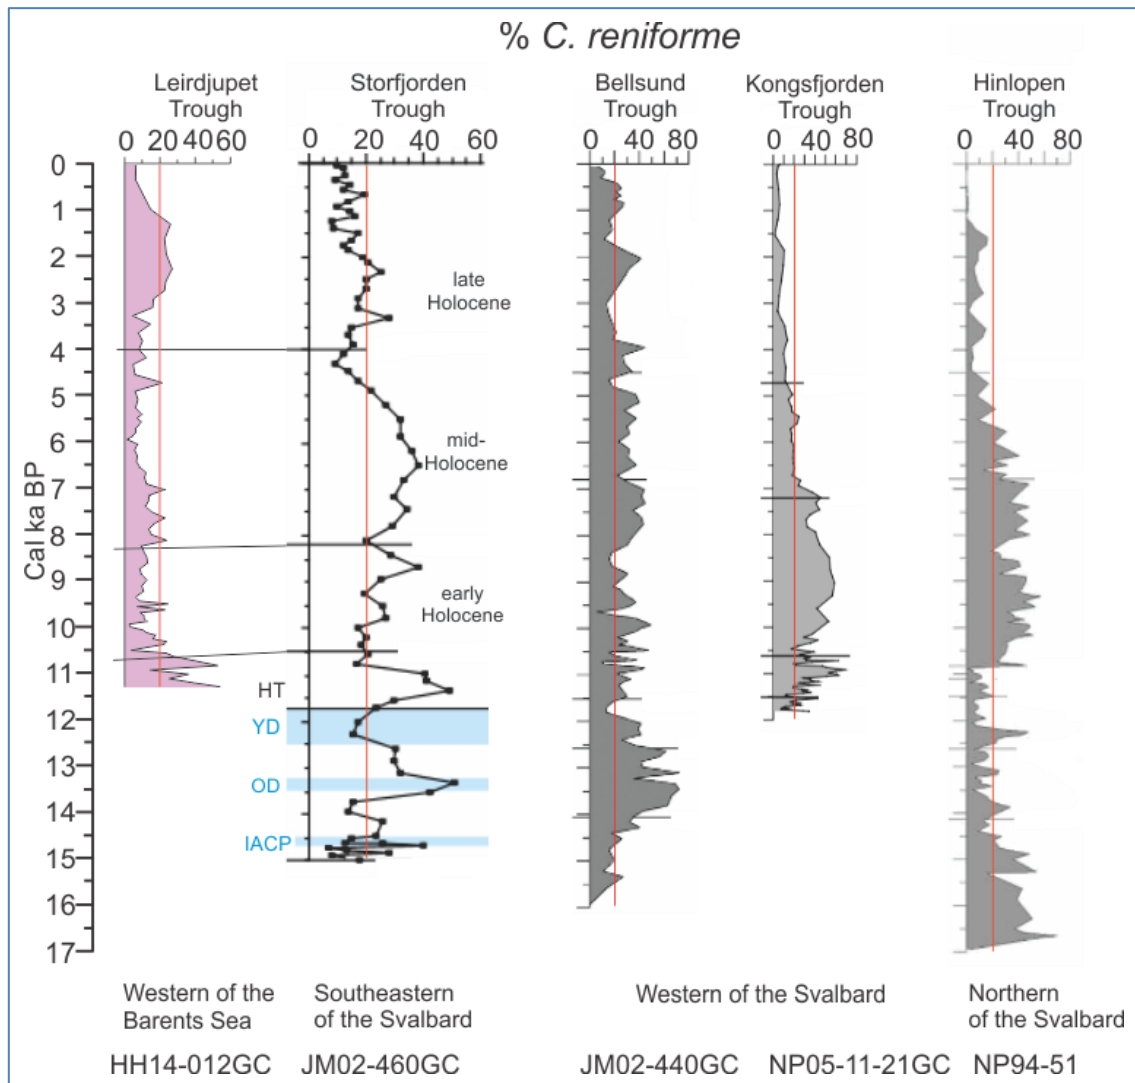 % C. reniforme
Leirdjupet
Trough
Storfjorden
Trough
Bellsund
Trough
Kongsfjorden
Trough
Hinlopen
Trough
0 20 40 60
0 20 40 60
0 40 80
0 40 80
0 40 80
Cal ka BP
0
1
2
3
4
5
6
7
8
9
10
11
12
13
14
15
16
17
late
Holocene
mid-
Holocene
early
Holocene
HT
YD
OD
IACP
Western of the
Barents Sea
Southeastern
of the Svalbard
Western of the Svalbard
Northern
of the Svalbard
HH14-012GC
JM02-460GC
JM02-440GC
NP05-11-21GC
NP94-51